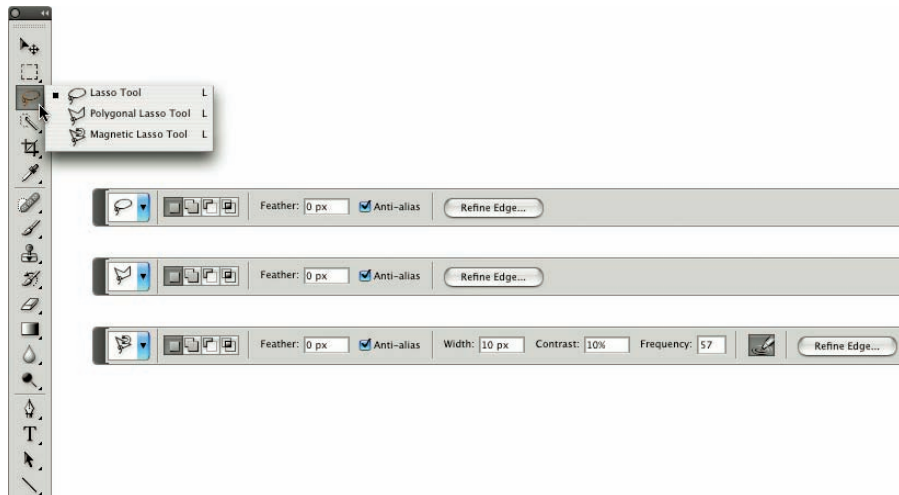 Lasso Tool L
Polygonal Lasso Tool L
Magnetic Lasso Tool L
Feather: 0 px Anti-alias Refine Edge...
Feather: 0 px Anti-alias Refine Edge...
Feather: 0 px Anti-alias Width: 10 px Contrast: 10% Frequency: 57 Refine Edge...
T